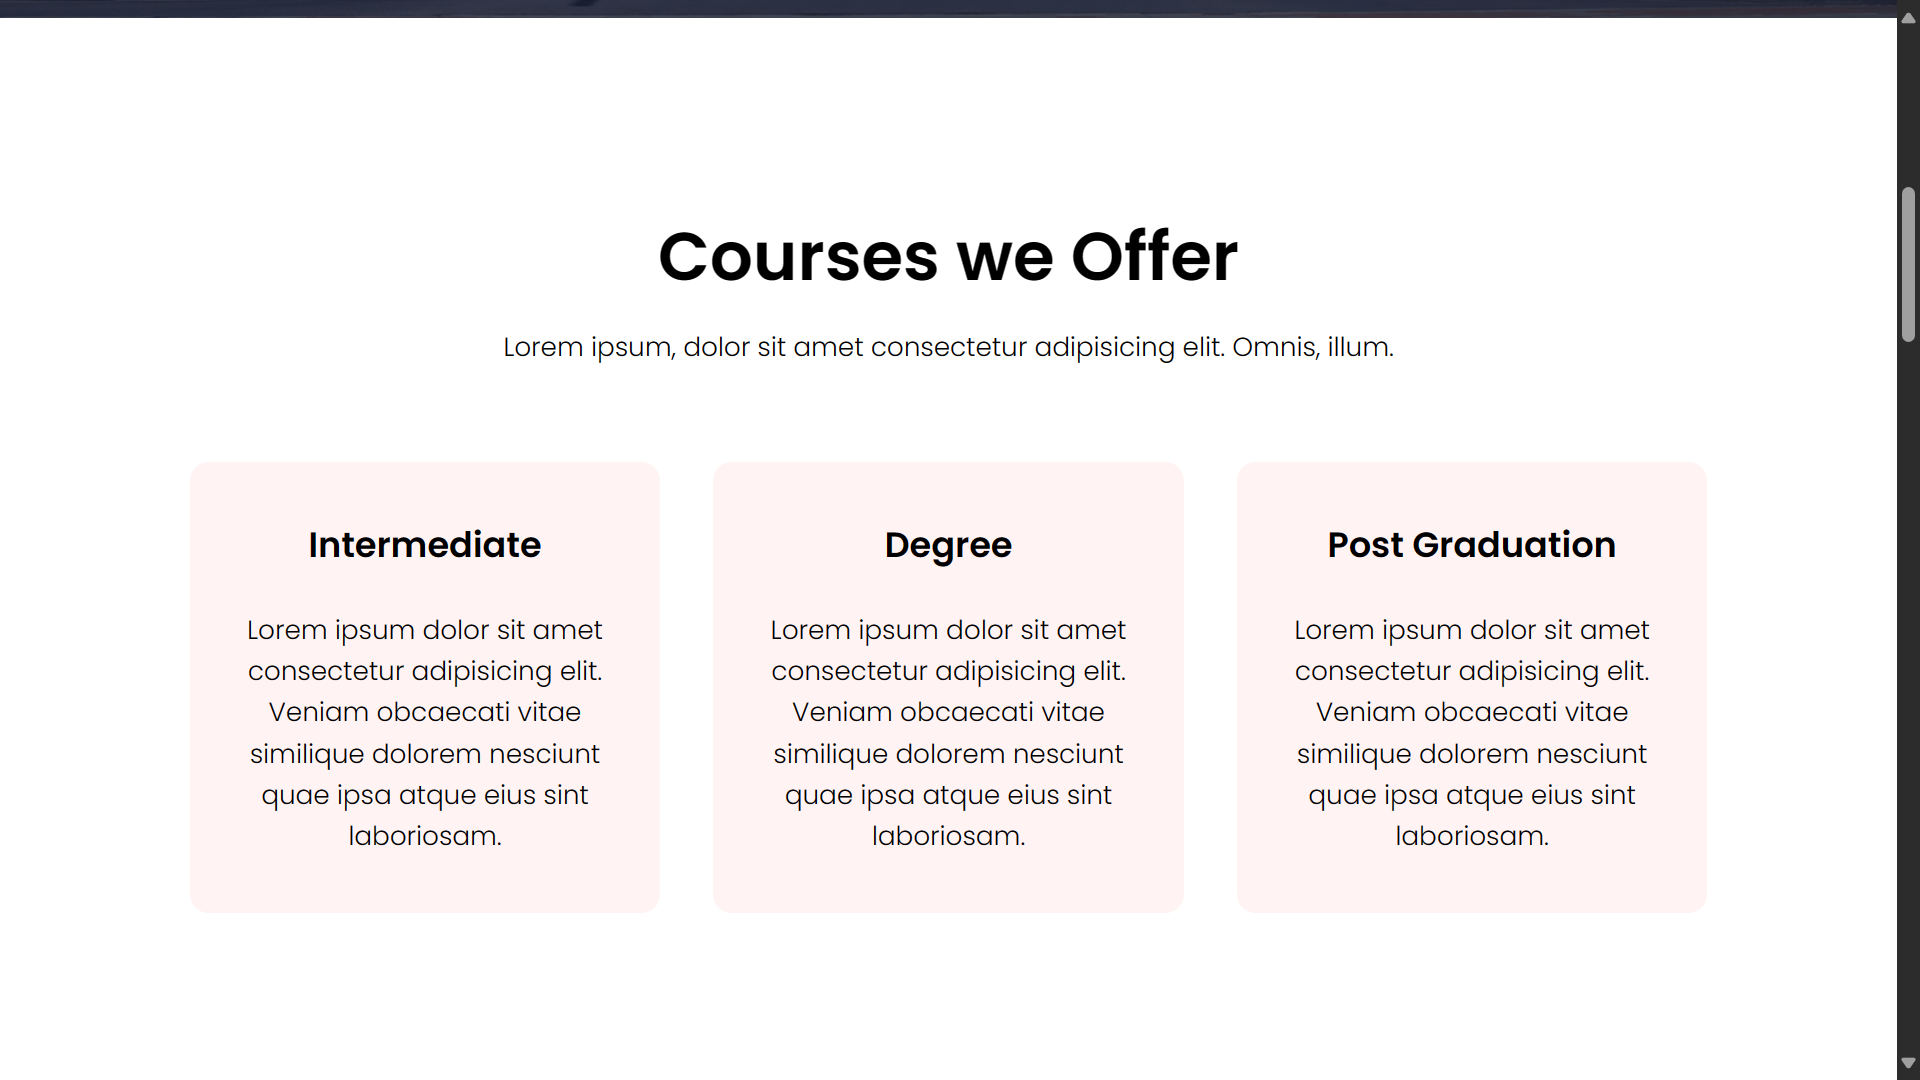 Courses we Offer
Lorem ipsum, dolor sit amet consectetur adipisicing elit. Omnis, illum.
Intermediate
Lorem ipsum dolor sit amet
consectetur adipisicing elit.
Veniam obcaecati vitae
similique dolorem nesciunt
quae ipsa atque eius sint
laboriosam.
Degree
Lorem ipsum dolor sit amet
consectetur adipisicing elit.
Veniam obcaecati vitae
similique dolorem nesciunt
quae ipsa atque eius sint
laboriosam.
Post Graduation
Lorem ipsum dolor sit amet
consectetur adipisicing elit.
Veniam obcaecati vitae
similique dolorem nesciunt
quae ipsa atque eius sint
laboriosam.